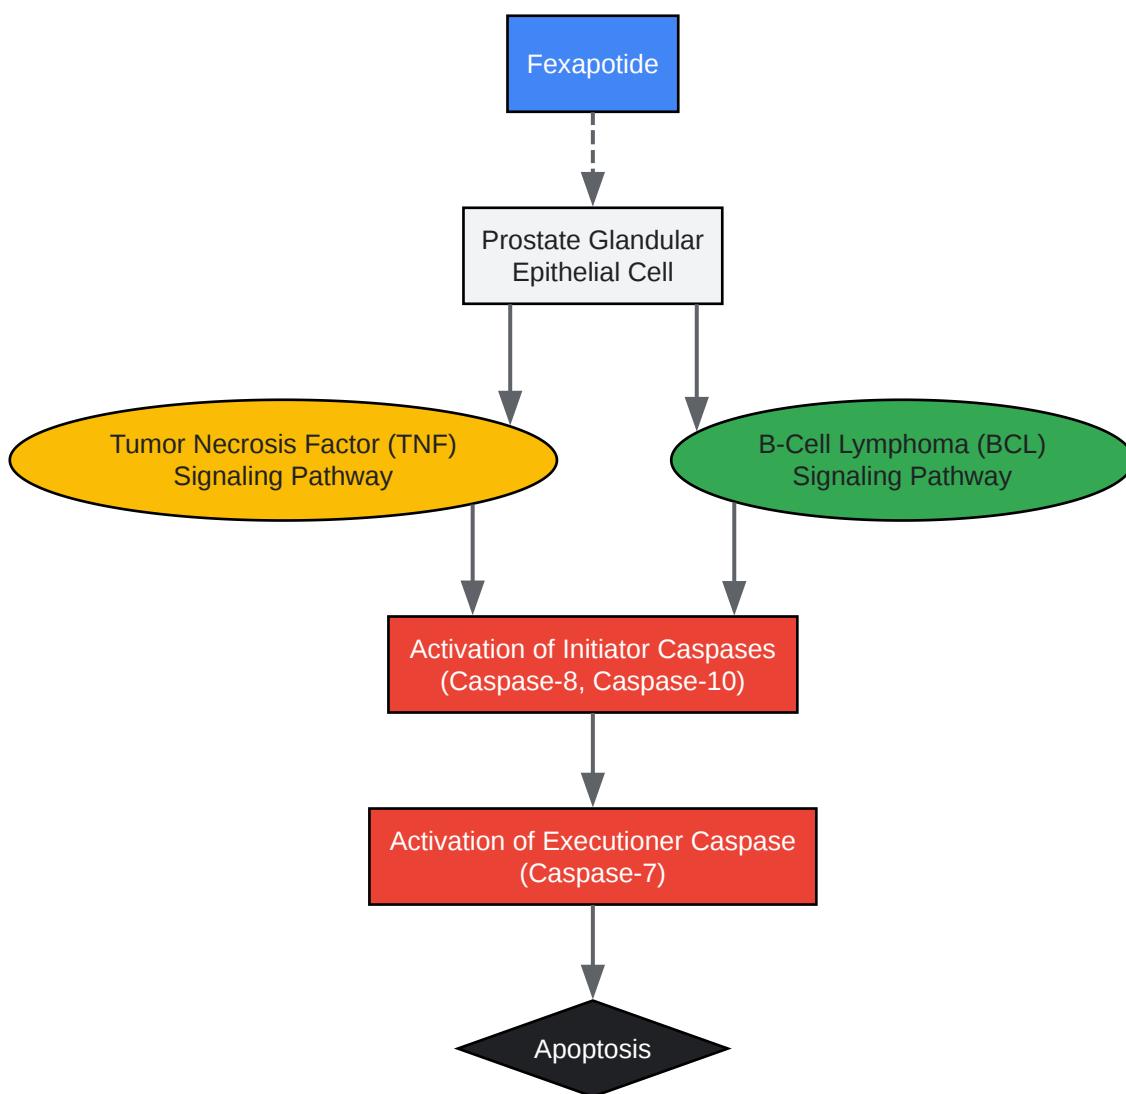 Fexapotide
Prostate Glandular
Epithelial Cell
Tumor Necrosis Factor (TNF)
Signaling Pathway
B-Cell Lymphoma (BCL)
Signaling Pathway
Activation of Initiator Caspases
(Caspase-8, Caspase-10)
Activation of Executioner Caspase
(Caspase-7)
Apoptosis